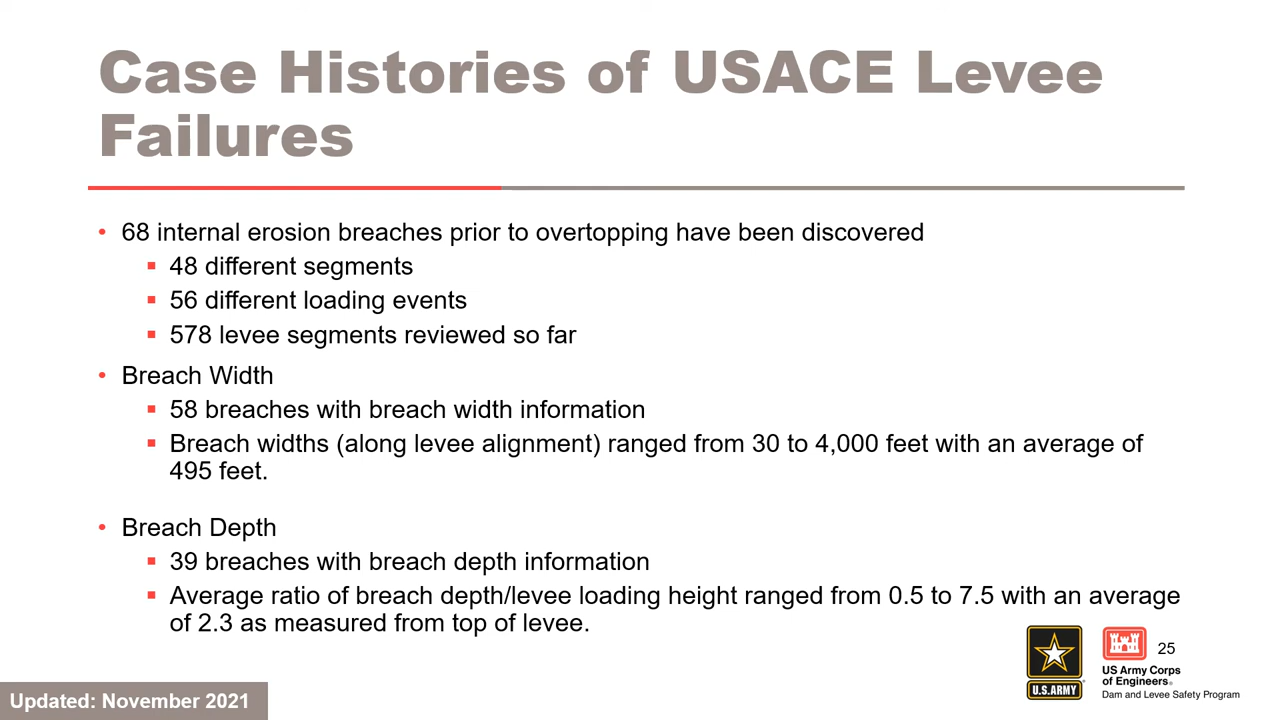 Case Histories of USACE Levee
Failures
• 68 internal erosion breaches prior to overtopping have been discovered
▪ 48 different segments
▪ 56 different loading events
▪ 578 levee segments reviewed so far
• Breach Width
▪ 58 breaches with breach width information
▪ Breach widths (along levee alignment) ranged from 30 to 4,000 feet with an average of
495 feet.
• Breach Depth
▪ 39 breaches with breach depth information
▪ Average ratio of breach depth/levee loading height ranged from 0.5 to 7.5 with an average
of 2.3 as measured from top of levee.
U.S.ARMY
25
US Army Corps
of Engineers®
Dam and Levee Safety Program
Updated: November 2021